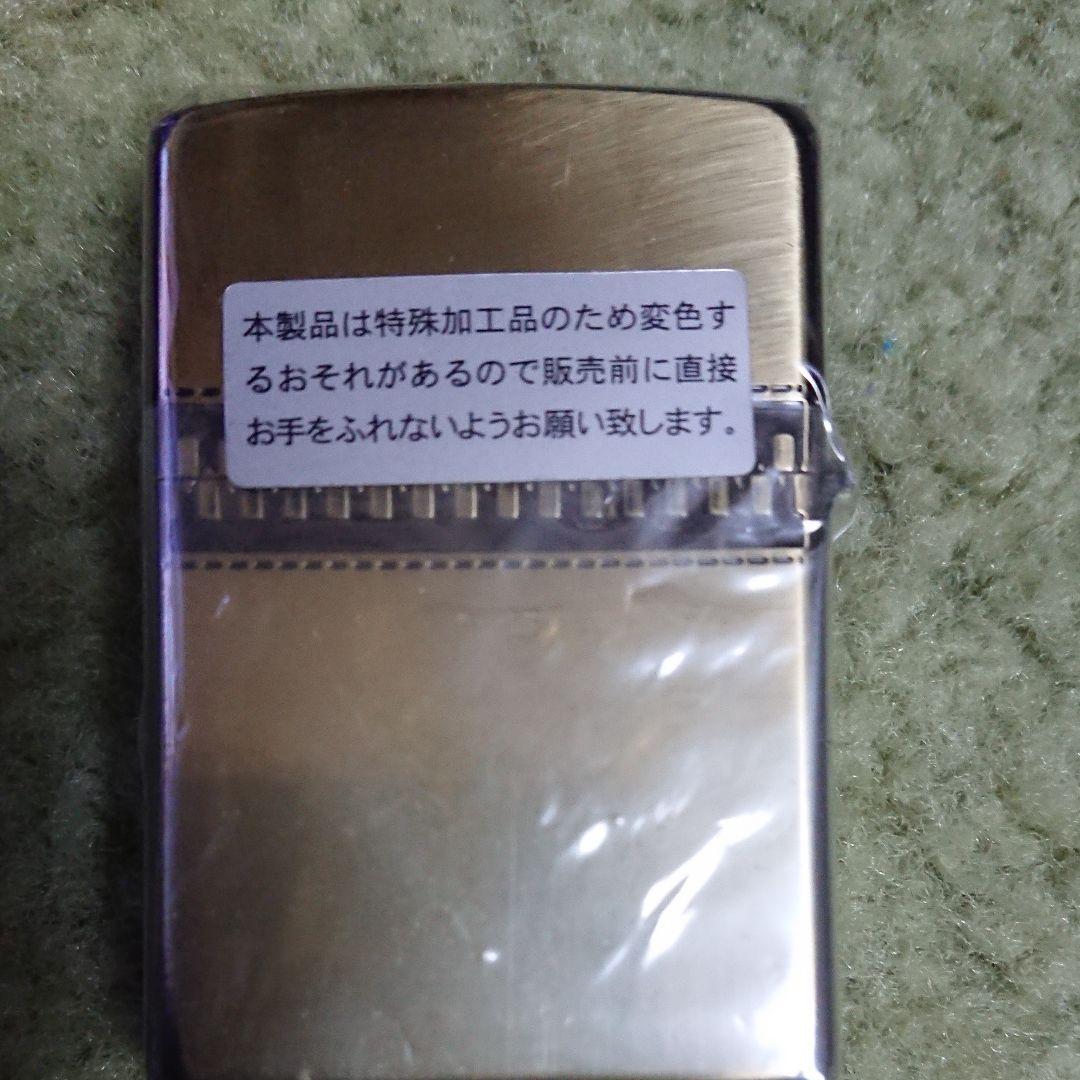 本製品は特殊加工品のため変色す
るおそれがあるので販売前に直接
お手をふれないようお願い致します。